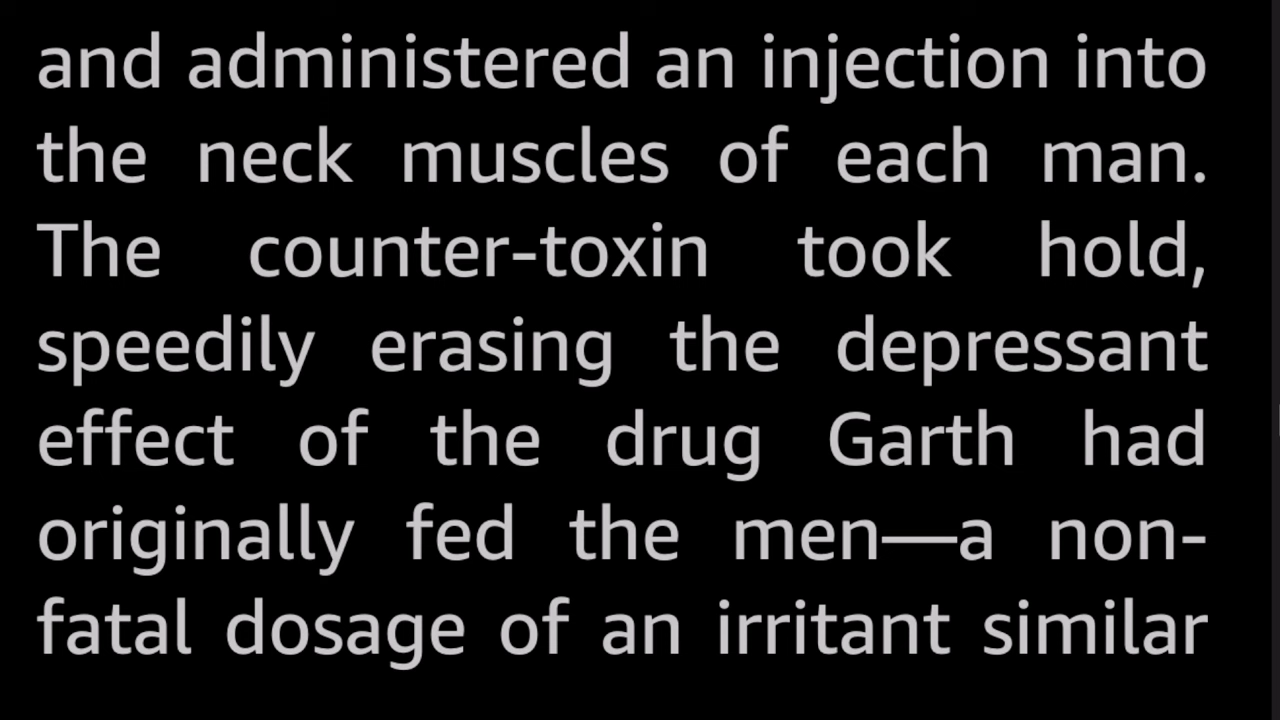 and administered an injection into
the neck muscles of each man.
The counter-toxin took hold,
speedily erasing the depressant
effect of the drug Garth had
originally fed the men—a non-
fatal dosage of an irritant similar